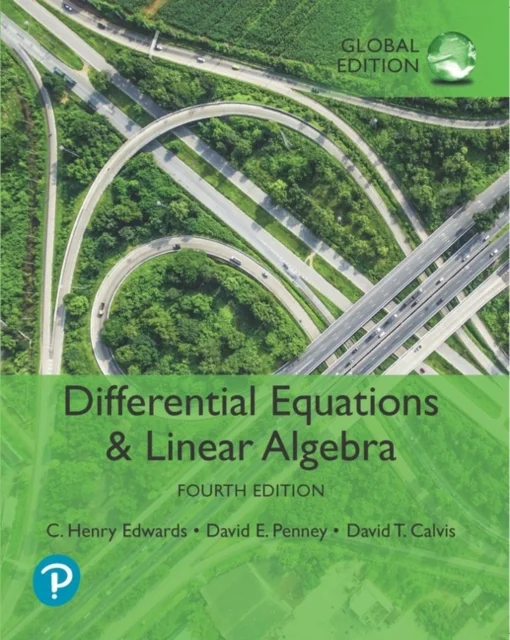 GLOBAL
EDITION
Differential Equations
& Linear Algebra
FOURTH EDITION
C. Henry Edwards • David E. Penney • David T. Calvis
P